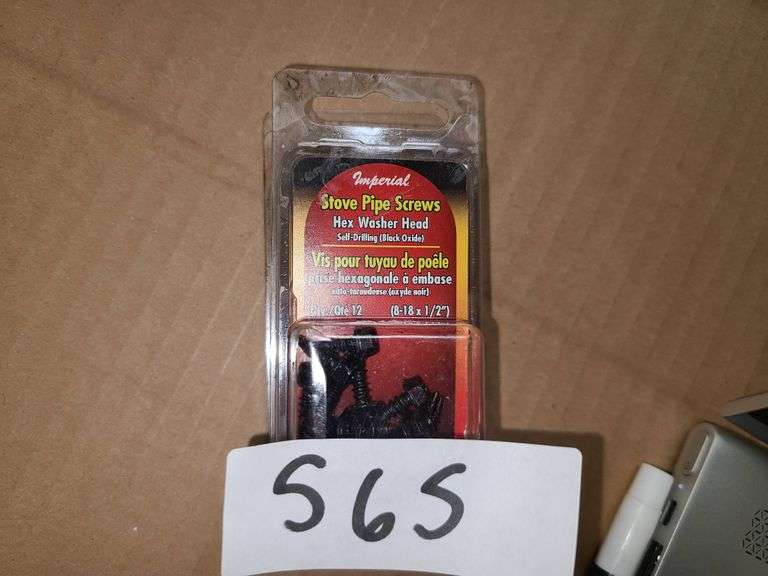 Imperial
Stove Pipe Screws
Hex Washer Head
Self-Drilling (Black Oxide)
Vis pour tuyau de poêle
prise hexagonale à embase
auto-taraudeuse (oxyde noir)
Qty./Qté 12 (8-18 x 1/2")
565